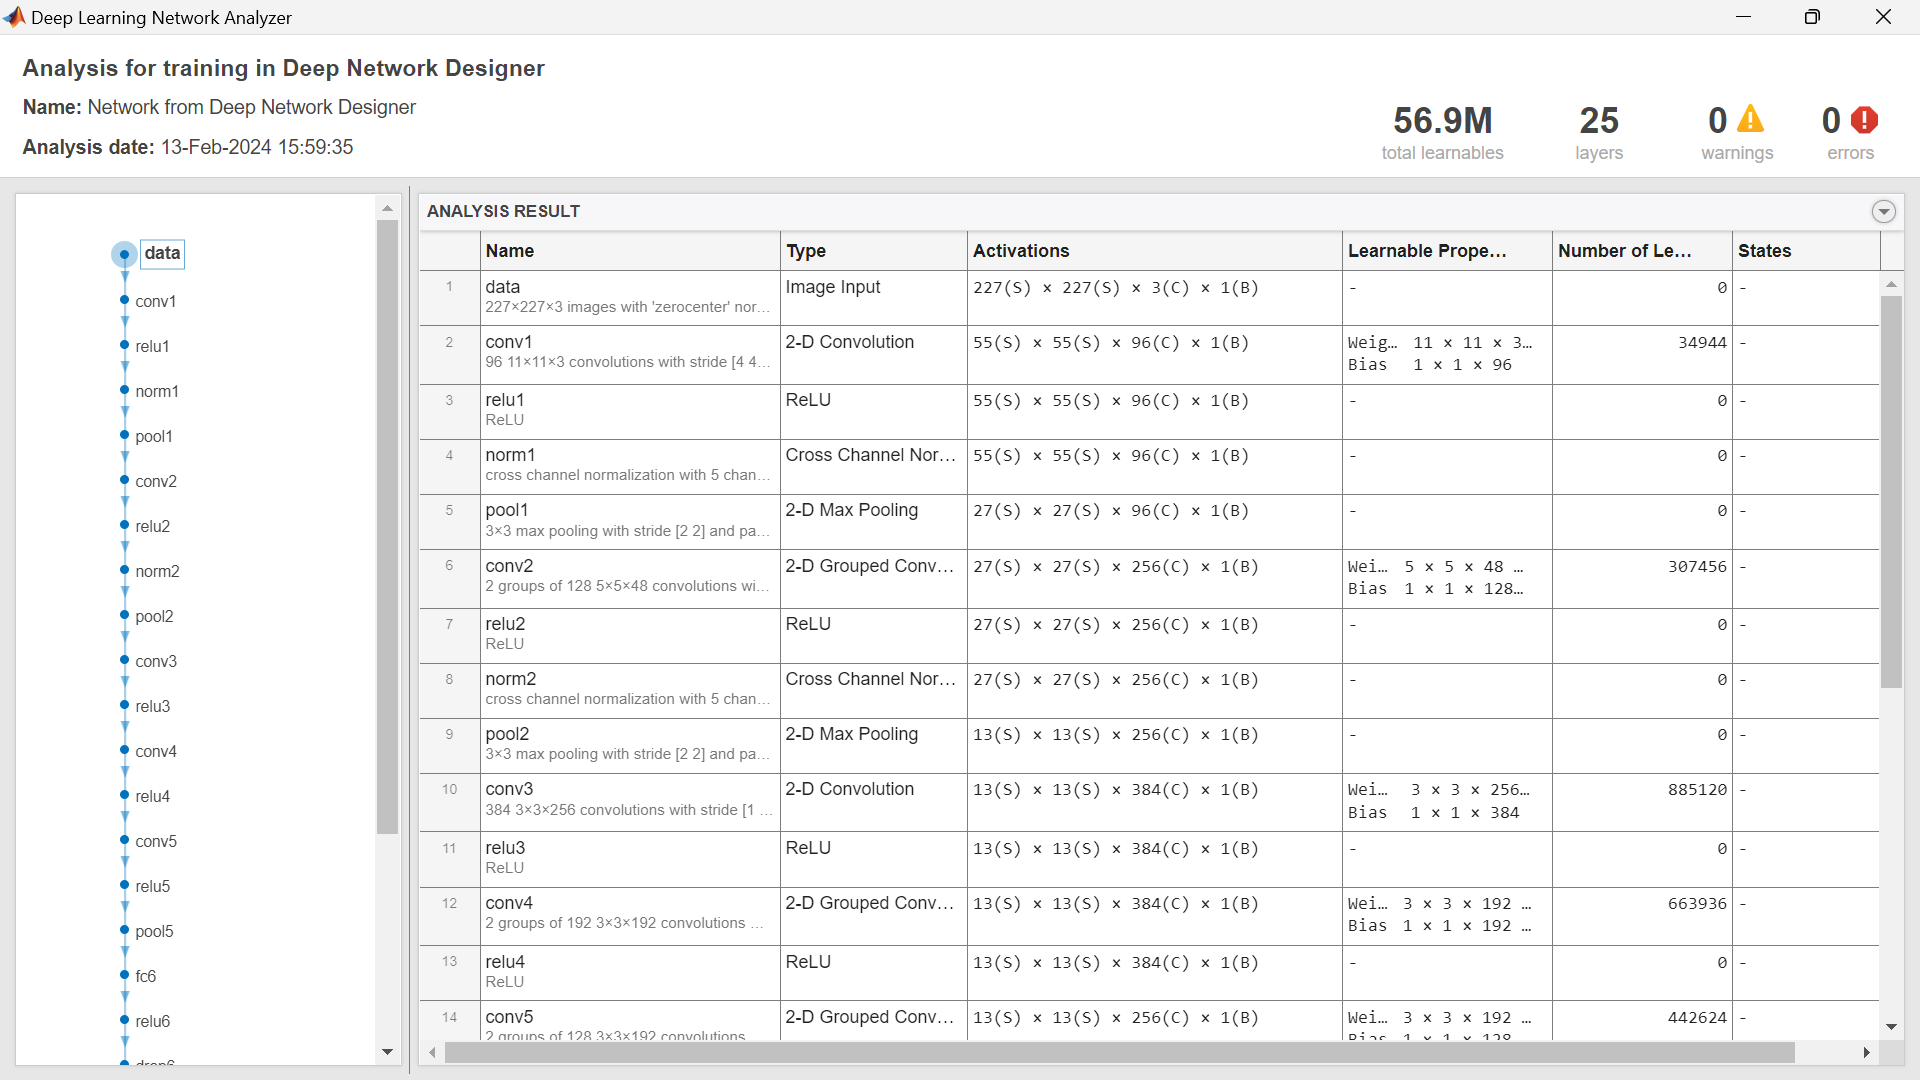 Deep Learning Network Analyzer
Analysis for training in Deep Network Designer
Name: Network from Deep Network Designer
Analysis date: 13-Feb-2024 15:59:35
56.9M
total learnables
25
layers
0
warnings
0
errors
data
conv1
relu1
norm1
pool1
conv2
relu2
norm2
pool2
conv3
relu3
conv4
relu4
conv5
relu5
pool5
fc6
relu6
drop6
ANALYSIS RESULT
Name Type Activations Learnable Prope... Number of Le... States
1 data Image Input 227(S) × 227(S) × 3(C) × 1(B) - 0 -
227×227×3 images with 'zerocenter' nor...
2 conv1 2-D Convolution 55(S) × 55(S) × 96(C) × 1(B) Weig… 11 × 11 × 3… 34944 -
96 11×11×3 convolutions with stride [4 4... Bias 1 × 1 × 96
3 relu1 ReLU 55(S) × 55(S) × 96(C) × 1(B) - 0 -
ReLU
4 norm1 Cross Channel Nor... 55(S) × 55(S) × 96(C) × 1(B) - 0 -
cross channel normalization with 5 chan...
5 pool1 2-D Max Pooling 27(S) × 27(S) × 96(C) × 1(B) - 0 -
3×3 max pooling with stride [2 2] and pa...
6 conv2 2-D Grouped Conv... 27(S) × 27(S) × 256(C) × 1(B) Wei… 5 × 5 × 48 … 307456 -
2 groups of 128 5×5×48 convolutions wi... Bias 1 × 1 × 128…
7 relu2 ReLU 27(S) × 27(S) × 256(C) × 1(B) - 0 -
ReLU
8 norm2 Cross Channel Nor... 27(S) × 27(S) × 256(C) × 1(B) - 0 -
cross channel normalization with 5 chan...
9 pool2 2-D Max Pooling 13(S) × 13(S) × 256(C) × 1(B) - 0 -
3×3 max pooling with stride [2 2] and pa...
10 conv3 2-D Convolution 13(S) × 13(S) × 384(C) × 1(B) Wei… 3 × 3 × 256… 885120 -
384 3×3×256 convolutions with stride [1 ... Bias 1 × 1 × 384
11 relu3 ReLU 13(S) × 13(S) × 384(C) × 1(B) - 0 -
ReLU
12 conv4 2-D Grouped Conv... 13(S) × 13(S) × 384(C) × 1(B) Wei… 3 × 3 × 192 … 663936 -
2 groups of 192 3×3×192 convolutions ... Bias 1 × 1 × 192 …
13 relu4 ReLU 13(S) × 13(S) × 384(C) × 1(B) - 0 -
ReLU
14 conv5 2-D Grouped Conv... 13(S) × 13(S) × 256(C) × 1(B) Wei… 3 × 3 × 192 … 442624 -
2 groups of 128 3×3×192 convolutions Bias 1 × 1 × 128